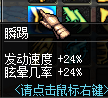 瞬踢
发动速度 +24%
眩晕几率 +24%
<请点击鼠标右键>